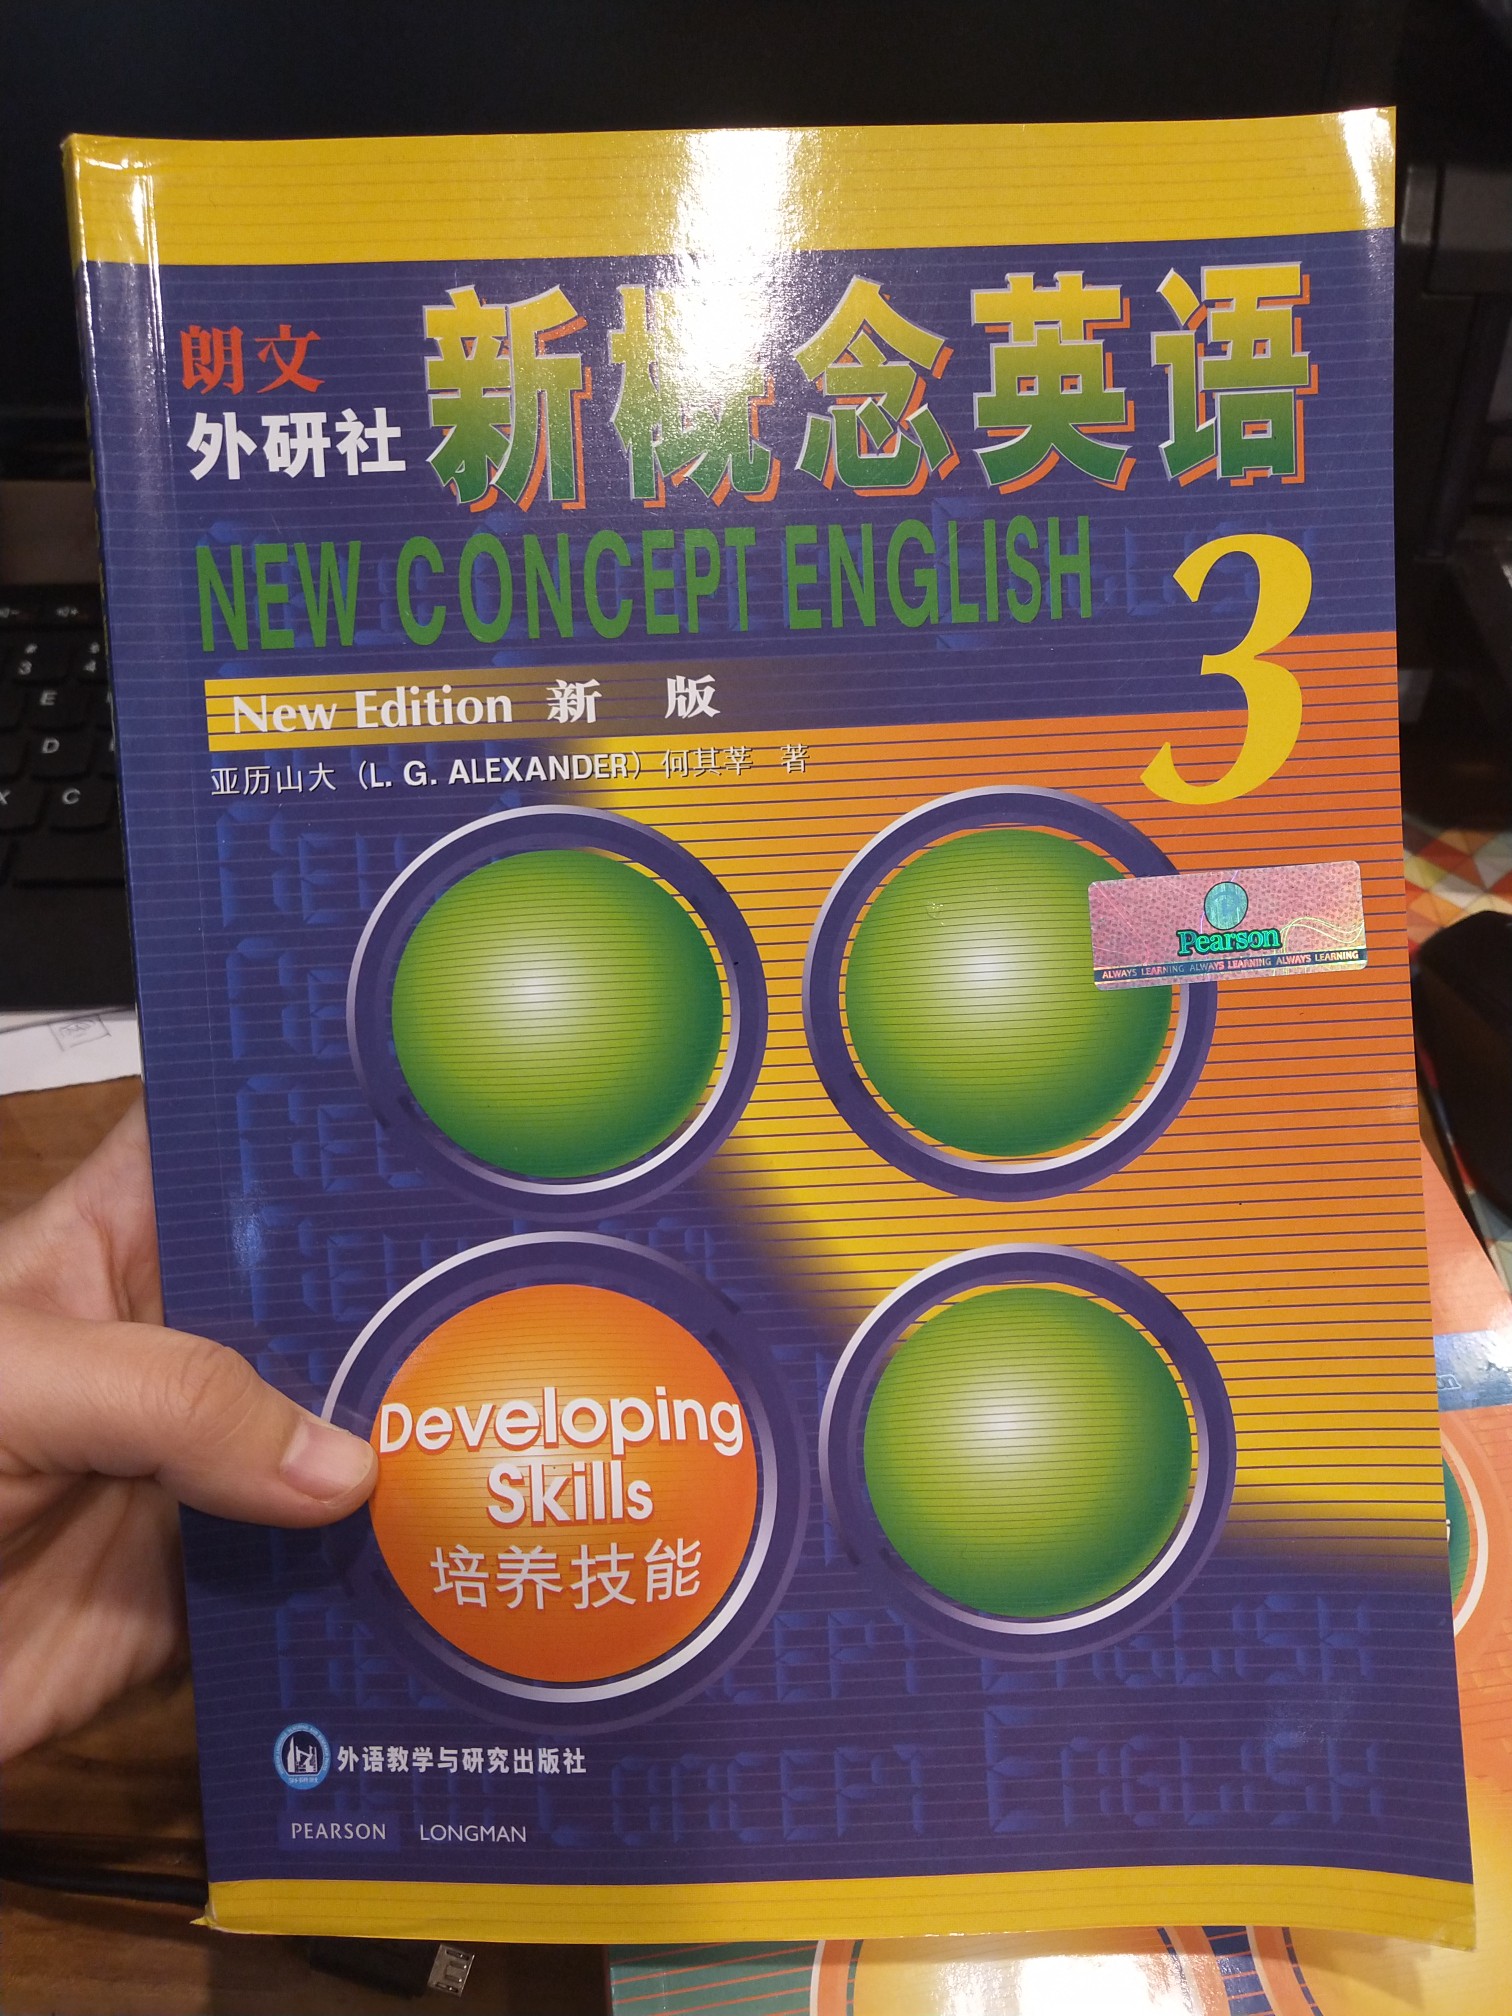 朗文
外研社
新概念英语
NEW CONCEPT ENGLISH
3
New Edition 新 版
亚历山大（L. G. ALEXANDER）何其莘 著
Pearson
ALWAYS LEARNING ALWAYS LEARNING ALWAYS LEARNING
Developing
Skills
培养技能
外语教学与研究出版社
PEARSON LONGMAN
3 4
E
D
X C